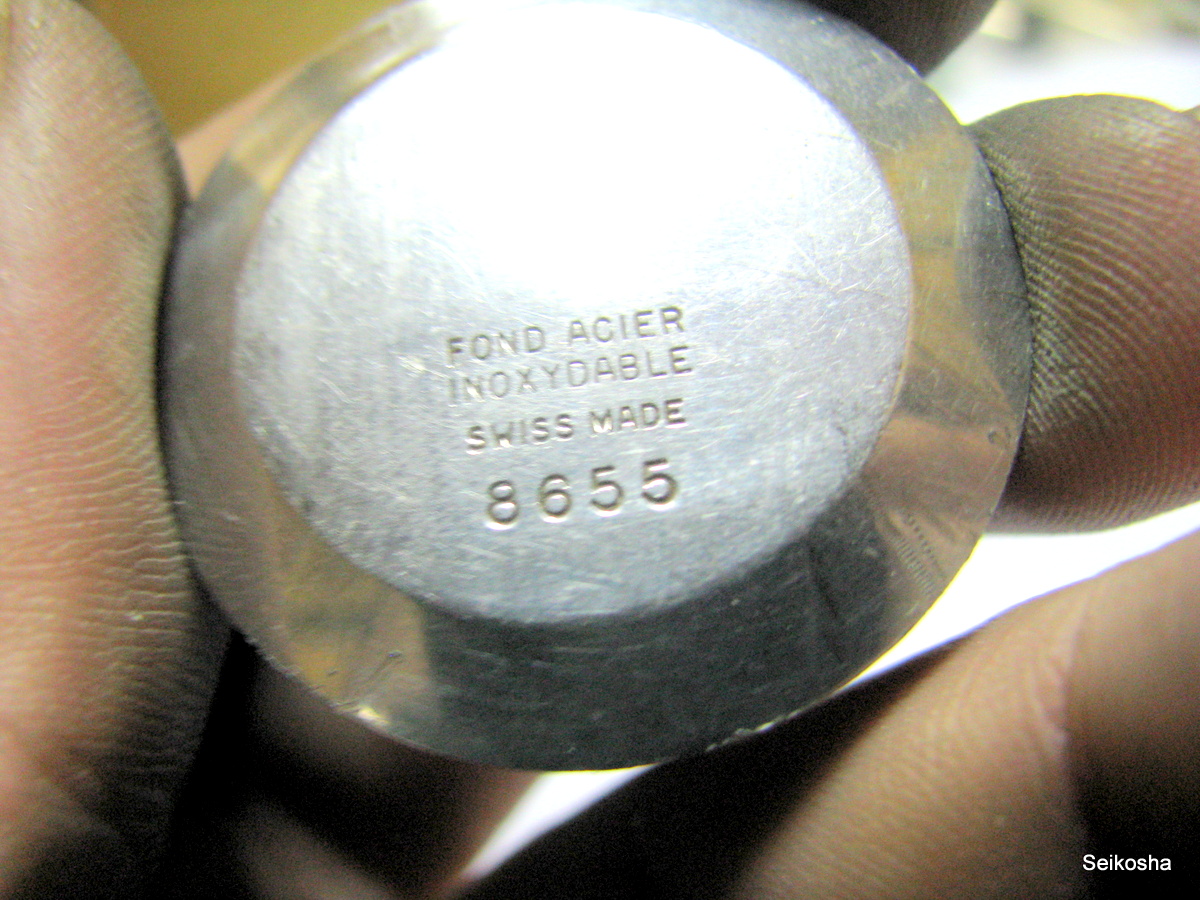 FOND ACIER
INOXYDABLE
SWISS MADE
8655
Seikosha